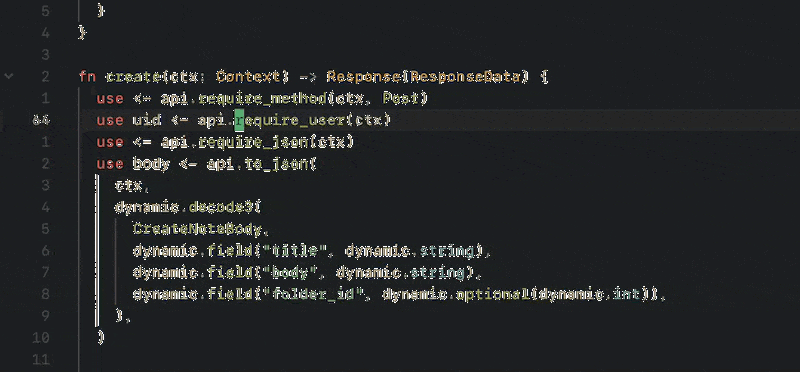 5 }
4 }
3
2 fn create(ctx: Context) -> Response(ResponseData) {
1 use <- api.require_method(ctx, Post)
66 use uid <- api.require_user(ctx)
1 use <- api.require_json(ctx)
2 use body <- api.to_json(
3 ctx,
4 dynamic.decode3(
5 CreateNoteBody,
6 dynamic.field("title", dynamic.string),
7 dynamic.field("body", dynamic.string),
8 dynamic.field("folder_id", dynamic.optional(dynamic.int)),
9 ),
10 )
11